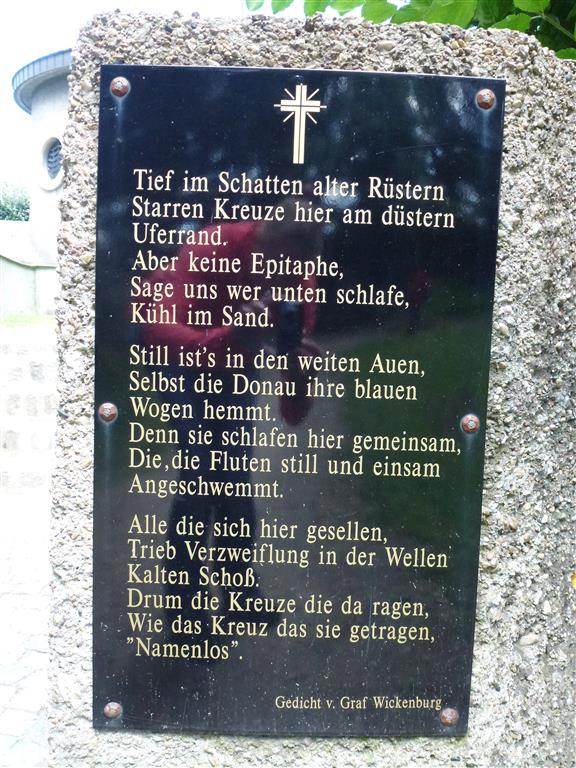 Tief im Schatten alter Rüstern
Starren Kreuze hier am düstern
Uferrand.
Aber keine Epitaphe,
Sage uns wer unten schlafe,
Kühl im Sand.
Still ist's in den weiten Auen,
Selbst die Donau ihre blauen
Wogen hemmt.
Denn sie schlafen hier gemeinsam,
Die, die Fluten still und einsam
Angeschwemmt.
Alle die sich hier gesellen,
Trieb Verzweiflung in der Wellen
Kalten Schoß.
Drum die Kreuze die da ragen,
Wie das Kreuz das sie getragen,
"Namenlos".
Gedicht v. Graf Wickenburg